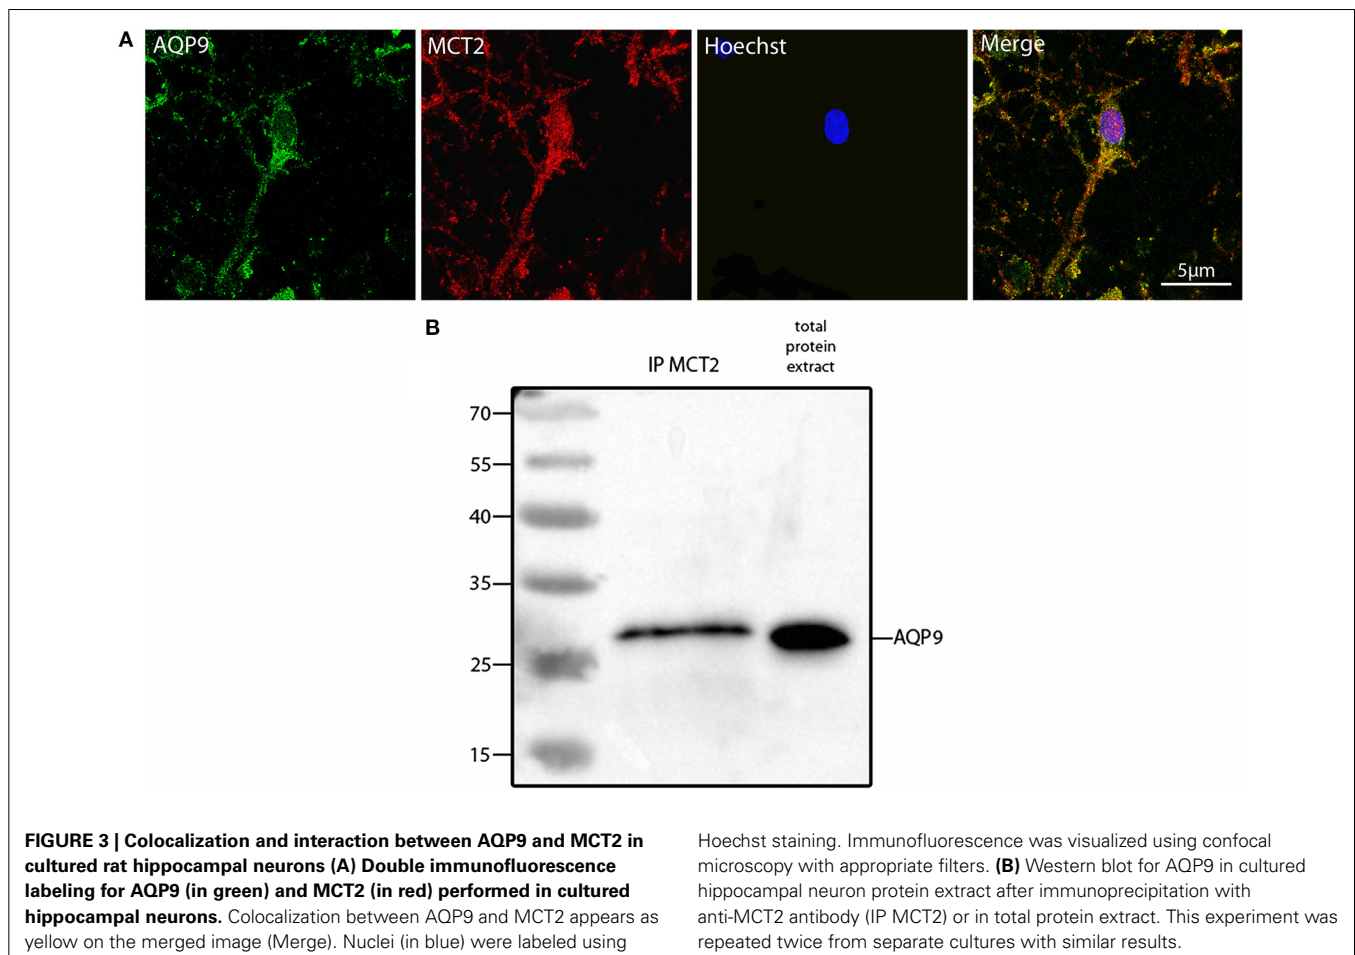 A
AQP9
MCT2
Hoechst
Merge
5µm
B
IP MCT2
total
protein
extract
70
55
40
35
25
15
AQP9
FIGURE 3 | Colocalization and interaction between AQP9 and MCT2 in
cultured rat hippocampal neurons (A) Double immunofluorescence
labeling for AQP9 (in green) and MCT2 (in red) performed in cultured
hippocampal neurons. Colocalization between AQP9 and MCT2 appears as
yellow on the merged image (Merge). Nuclei (in blue) were labeled using
Hoechst staining. Immunofluorescence was visualized using confocal
microscopy with appropriate filters. (B) Western blot for AQP9 in cultured
hippocampal neuron protein extract after immunoprecipitation with
anti-MCT2 antibody (IP MCT2) or in total protein extract. This experiment was
repeated twice from separate cultures with similar results.